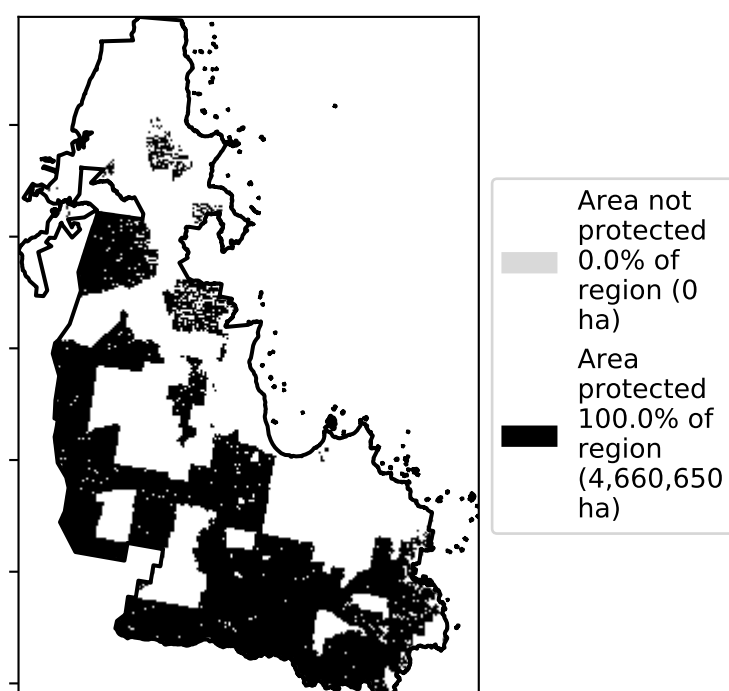 Area not
protected
0.0% of
region (0
ha)
Area
protected
100.0% of
region
(4,660,650
ha)